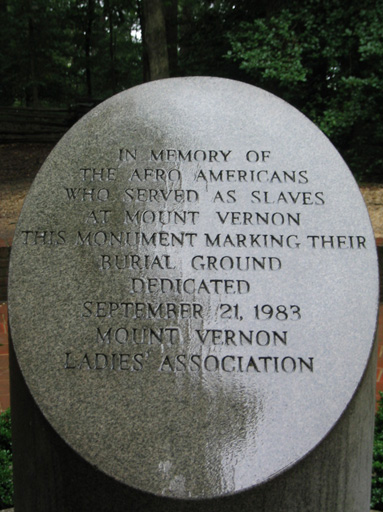 IN MEMORY OF
THE AFRO AMERICANS
WHO SERVED AS SLAVES
AT MOUNT VERNON
THIS MONUMENT MARKING THEIR
BURIAL GROUND
DEDICATED
SEPTEMBER 21, 1983
MOUNT VERNON
LADIES' ASSOCIATION